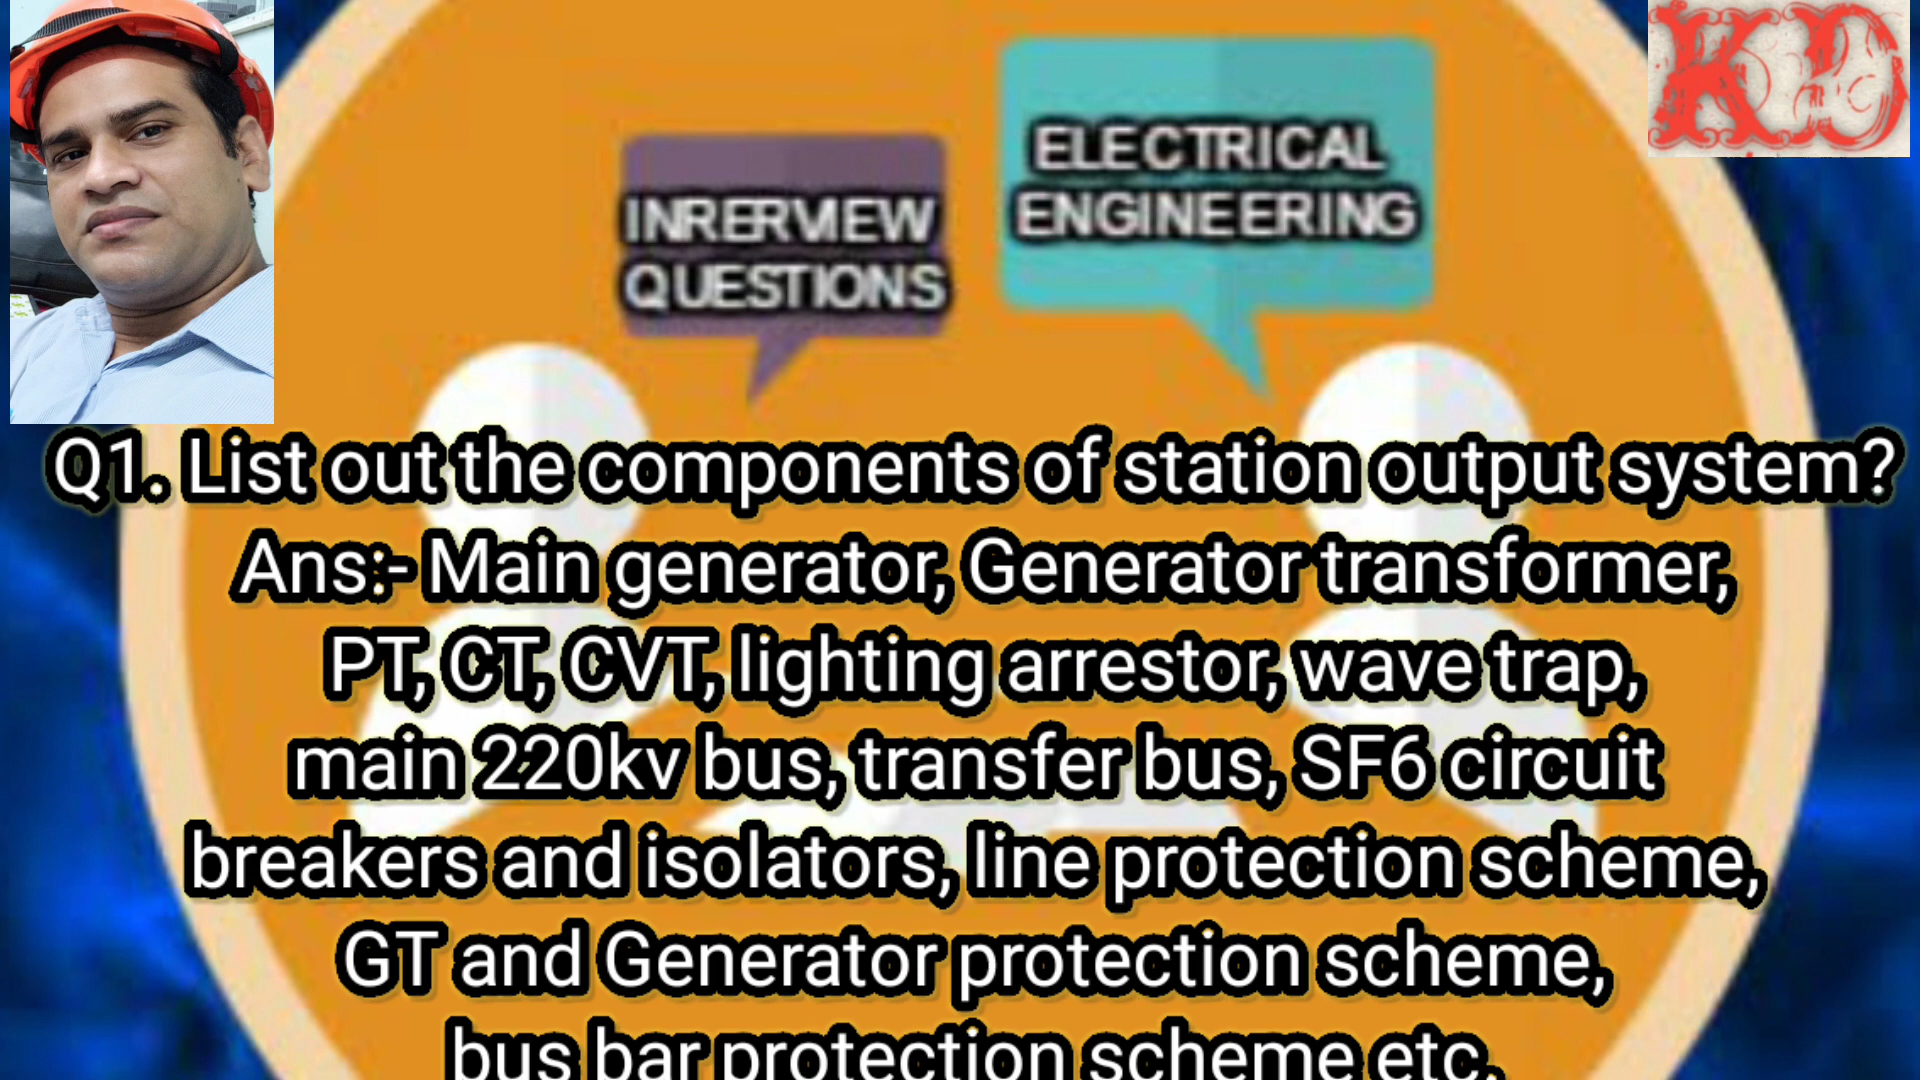 INRERVIEW
QUESTIONS
ELECTRICAL
ENGINEERING
KD
Q1. List out the components of station output system?
Ans:- Main generator, Generator transformer,
PT, CT, CVT, lighting arrestor, wave trap,
main 220kv bus, transfer bus, SF6 circuit
breakers and isolators, line protection scheme,
GT and Generator protection scheme,
bus bar protection scheme etc.